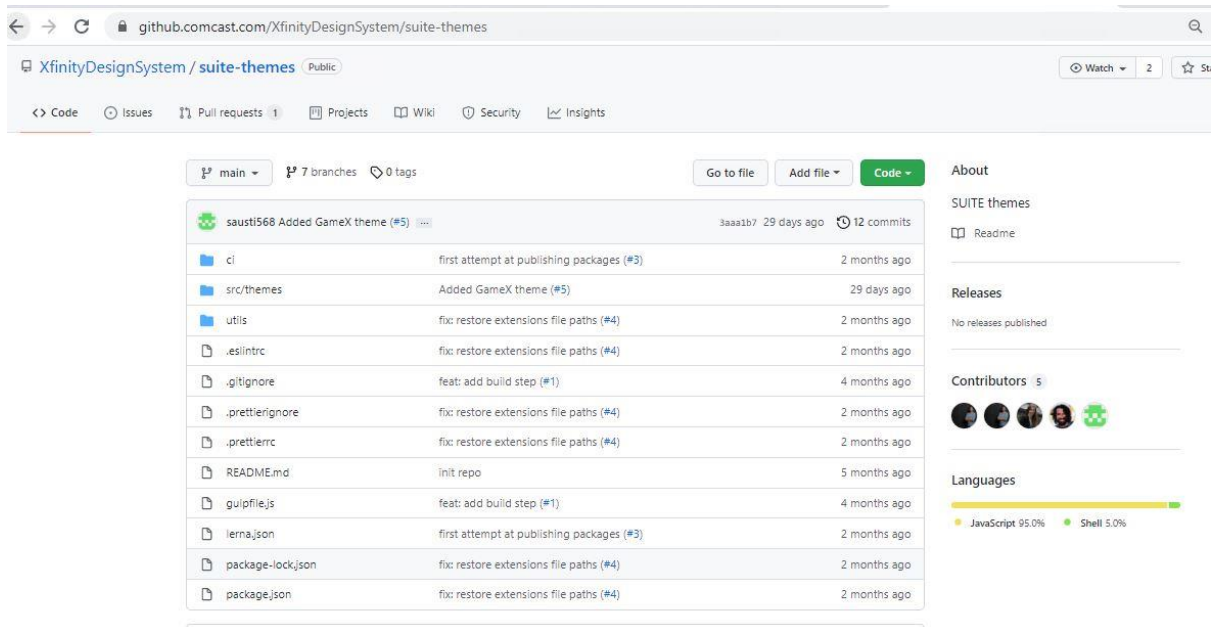 github.comcast.com/XfinityDesignSystem/suite-themes
XfinityDesignSystem / suite-themes Public
Watch 2
<> Code Issues Pull requests 1 Projects Wiki Security Insights
main 7 branches 0 tags Go to file Add file Code
sausti568 Added GameX theme (#5) ... 3aaa1b7 29 days ago 12 commits
ci first attempt at publishing packages (#3) 2 months ago
src/themes Added GameX theme (#5) 29 days ago
utils fix: restore extensions file paths (#4) 2 months ago
.eslintrc fix: restore extensions file paths (#4) 2 months ago
.gitignore feat: add build step (#1) 4 months ago
.prettierignore fix: restore extensions file paths (#4) 2 months ago
.prettierrc fix: restore extensions file paths (#4) 2 months ago
README.md init repo 5 months ago
gulpfile.js feat: add build step (#1) 4 months ago
lerna.json first attempt at publishing packages (#3) 2 months ago
package-lock.json fix: restore extensions file paths (#4) 2 months ago
package.json fix: restore extensions file paths (#4) 2 months ago
About
SUITE themes
Readme
Releases
No releases published
Contributors 5
Languages
JavaScript 95.0% Shell 5.0%